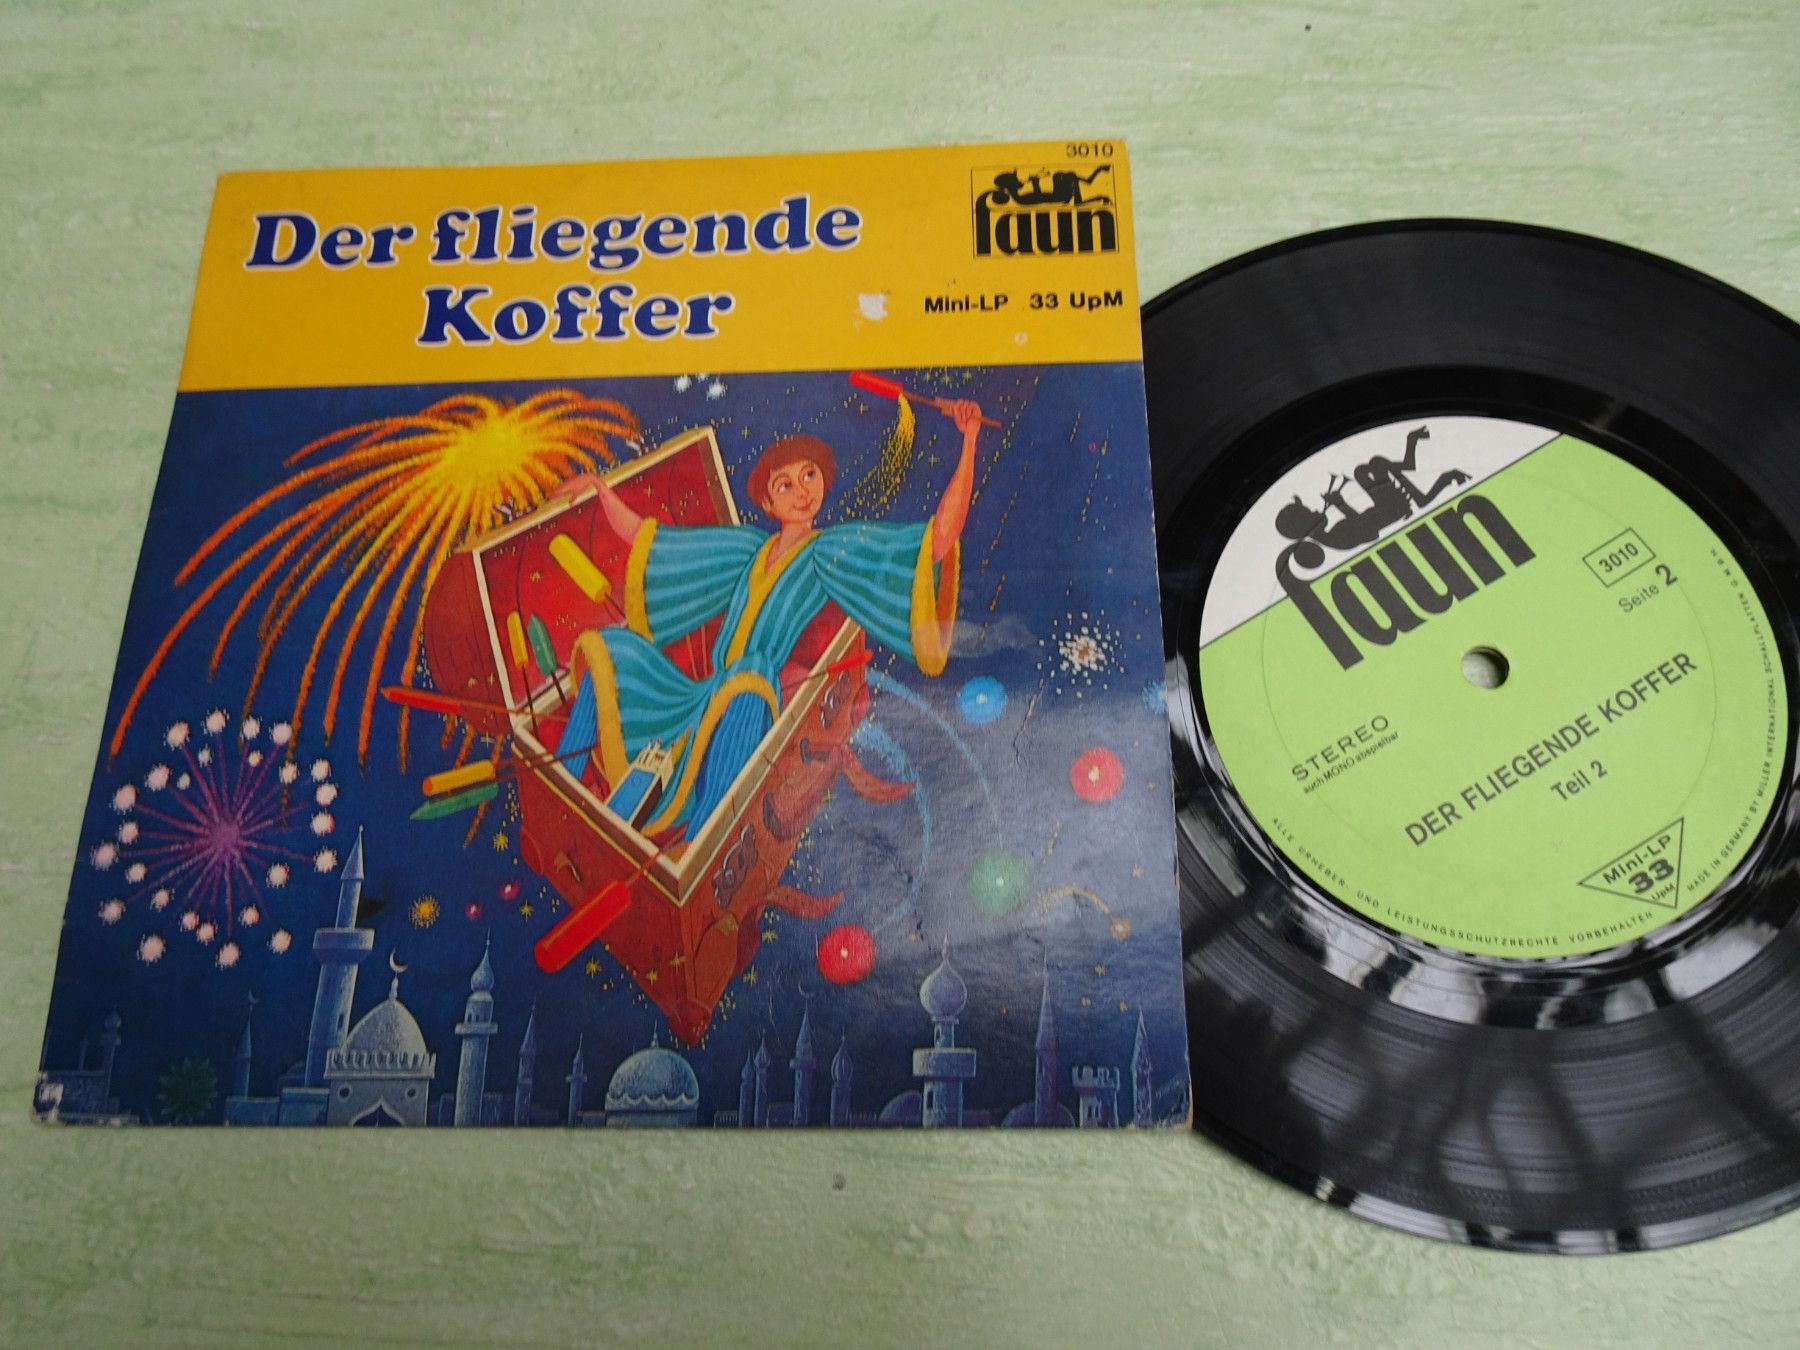 3010
faun
Der fliegende
Koffer
Mini-LP 33 UpM
faun
3010
Seite 2
STEREO
auch MONO abspielbar
DER FLIEGENDE KOFFER
Teil 2
Mini-LP
33
UpM
ALLE URHEBER- UND LEISTUNGSSCHUTZRECHTE VORBEHALTEN
MADE IN GERMANY BY MILLER INTERNATIONAL SCHALLPLATTEN G.M.B.H.